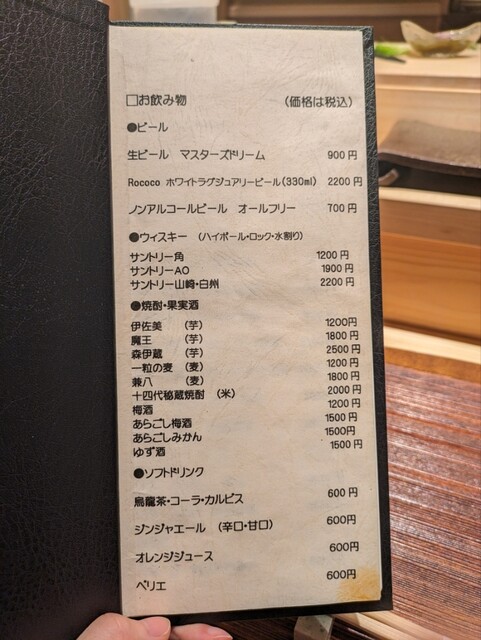 □お飲み物 (価格は税込)
●ビール
生ビール マスターズドリーム 900円
Rococo ホワイトラグジュアリービール(330ml) 2200円
ノンアルコールビール オールフリー 700円
●ウィスキー (ハイボール・ロック・水割り)
サントリー角 1200円
サントリーAO 1900円
サントリー山崎・白州 2200円
●焼酎・果実酒
伊佐美 (芋) 1200円
魔王 (芋) 1800円
森伊蔵 (芋) 2500円
一粒の麦 (麦) 1200円
兼八 (麦) 1800円
十四代秘蔵焼酎 (米) 2000円
梅酒 1200円
あらごし梅酒 1500円
あらごしみかん 1500円
ゆず酒 1500円
●ソフトドリンク
烏龍茶・コーラ・カルピス 600円
ジンジャエール (辛口・甘口) 600円
オレンジジュース 600円
ペリエ 600円